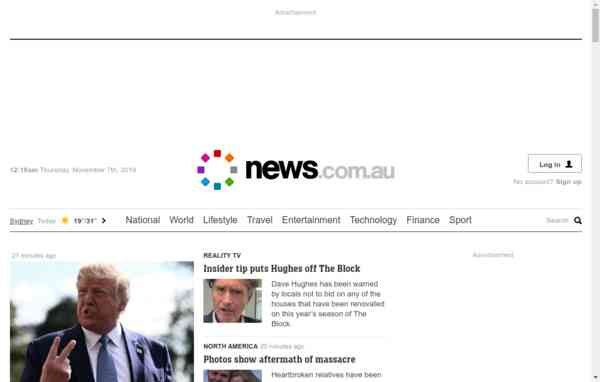 Advertisement
12:15am Thursday, November 7th, 2019
news.com.au
Log in
No account? Sign up
Sydney Today 19°/31° National World Lifestyle Travel Entertainment Technology Finance Sport Search
27 minutes ago
REALITY TV
Insider tip puts Hughes off The Block
Dave Hughes has been warned
by locals not to bid on any of the
houses that have been renovated
on this year's season of The
Block.
NORTH AMERICA 20 minutes ago
Photos show aftermath of massacre
Heartbroken relatives have been
Advertisement